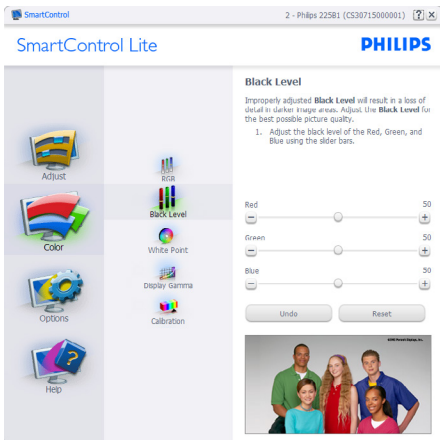 SmartControl
2 - Philips 225B1 (CS30715000001)
SmartControl Lite
PHILIPS
Adjust
Color
Options
Help
RGB
Black Level
White Point
Display Gamma
Calibration
Black Level
Improperly adjusted Black Level will result in a loss of
detail in darker image areas. Adjust the Black Level for
the best possible picture quality.
1. Adjust the black level of the Red, Green, and
Blue using the slider bars.
Red 50
Green 50
Blue 50
Undo Reset